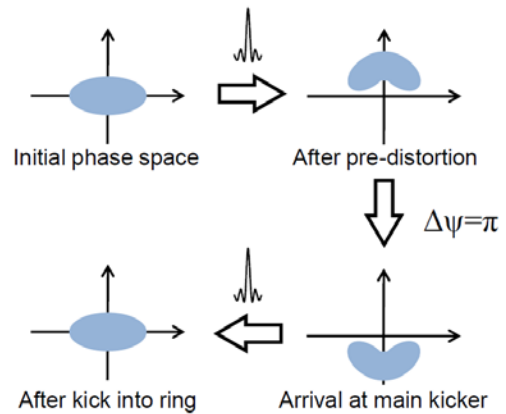 Initial phase space
After pre-distortion
Δψ=π
After kick into ring
Arrival at main kicker